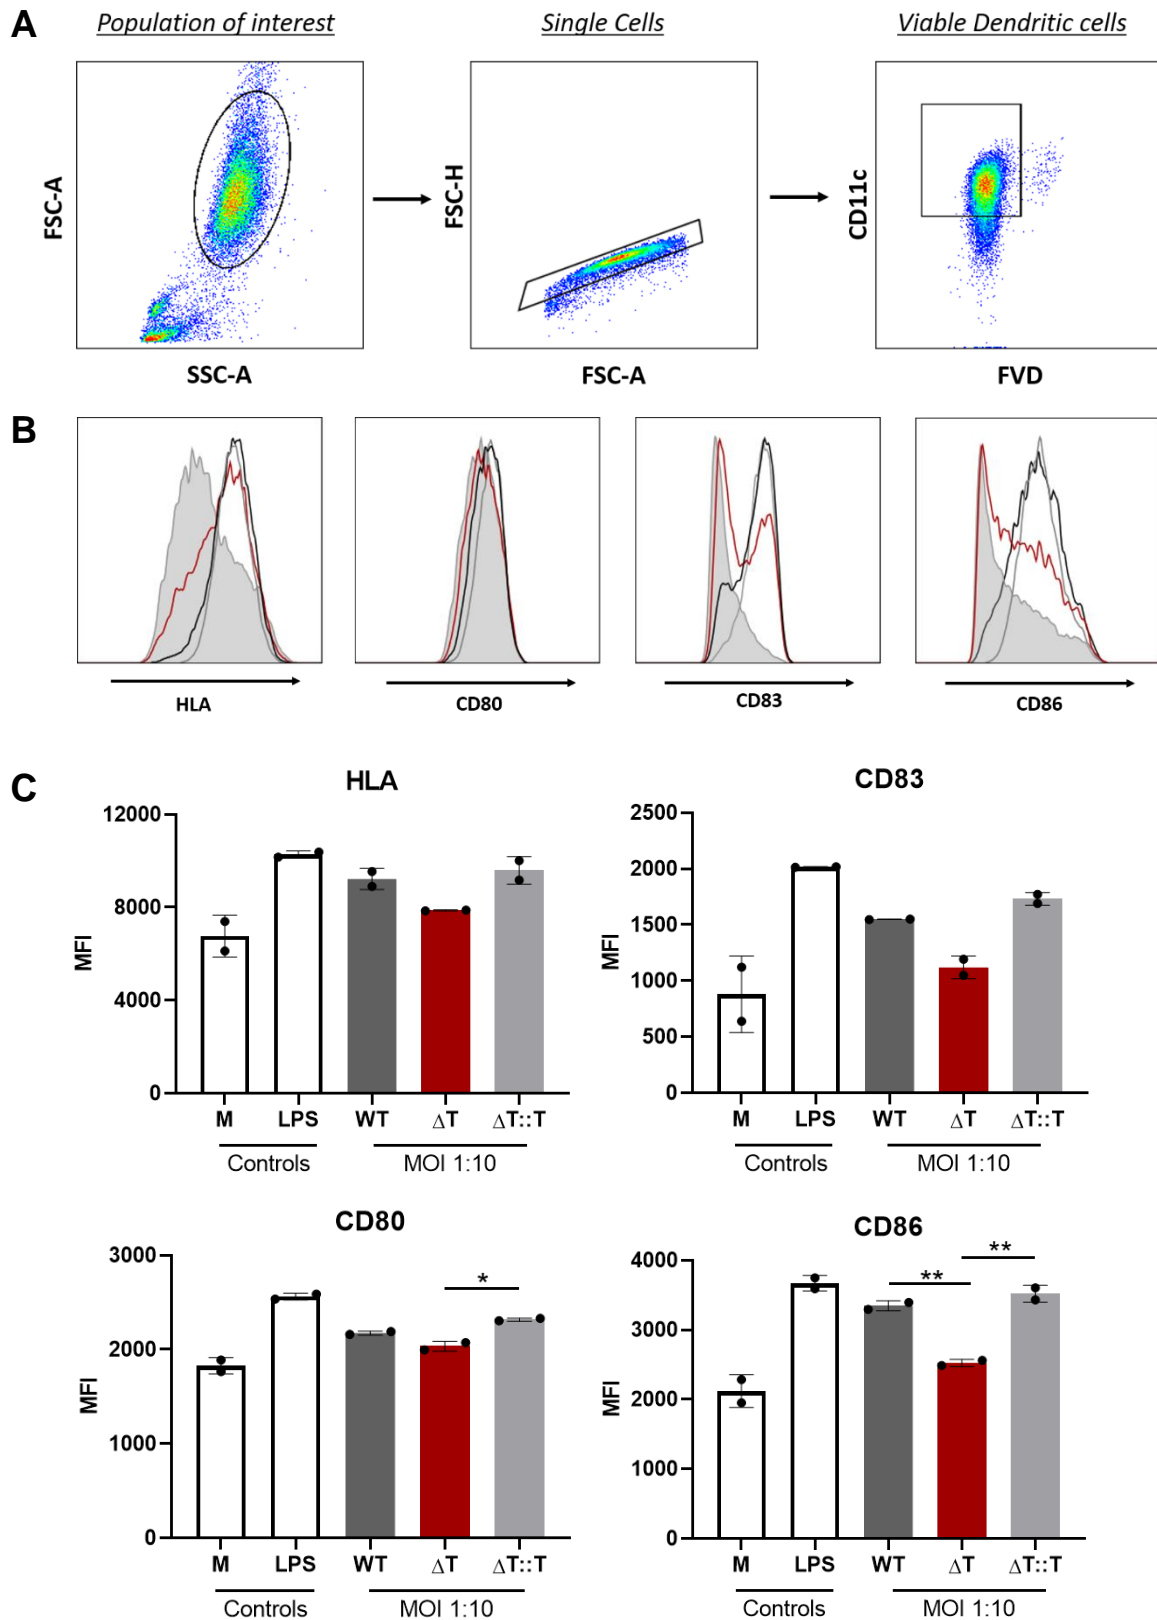 A
Population of interest
Single Cells
Viable Dendritic cells
FSC-A
SSC-A
FSC-H
FSC-A
CD11c
FVD
B
HLA
CD80
CD83
CD86
C
HLA
MFI
12000
8000
4000
0
M LPS WT ΔT ΔT::T
Controls MOI 1:10
CD83
MFI
2500
2000
1500
1000
500
0
M LPS WT ΔT ΔT::T
Controls MOI 1:10
CD80
MFI
3000
2000
1000
0
*
M LPS WT ΔT ΔT::T
Controls MOI 1:10
CD86
MFI
4000
3000
2000
1000
0
**
**
M LPS WT ΔT ΔT::T
Controls MOI 1:10